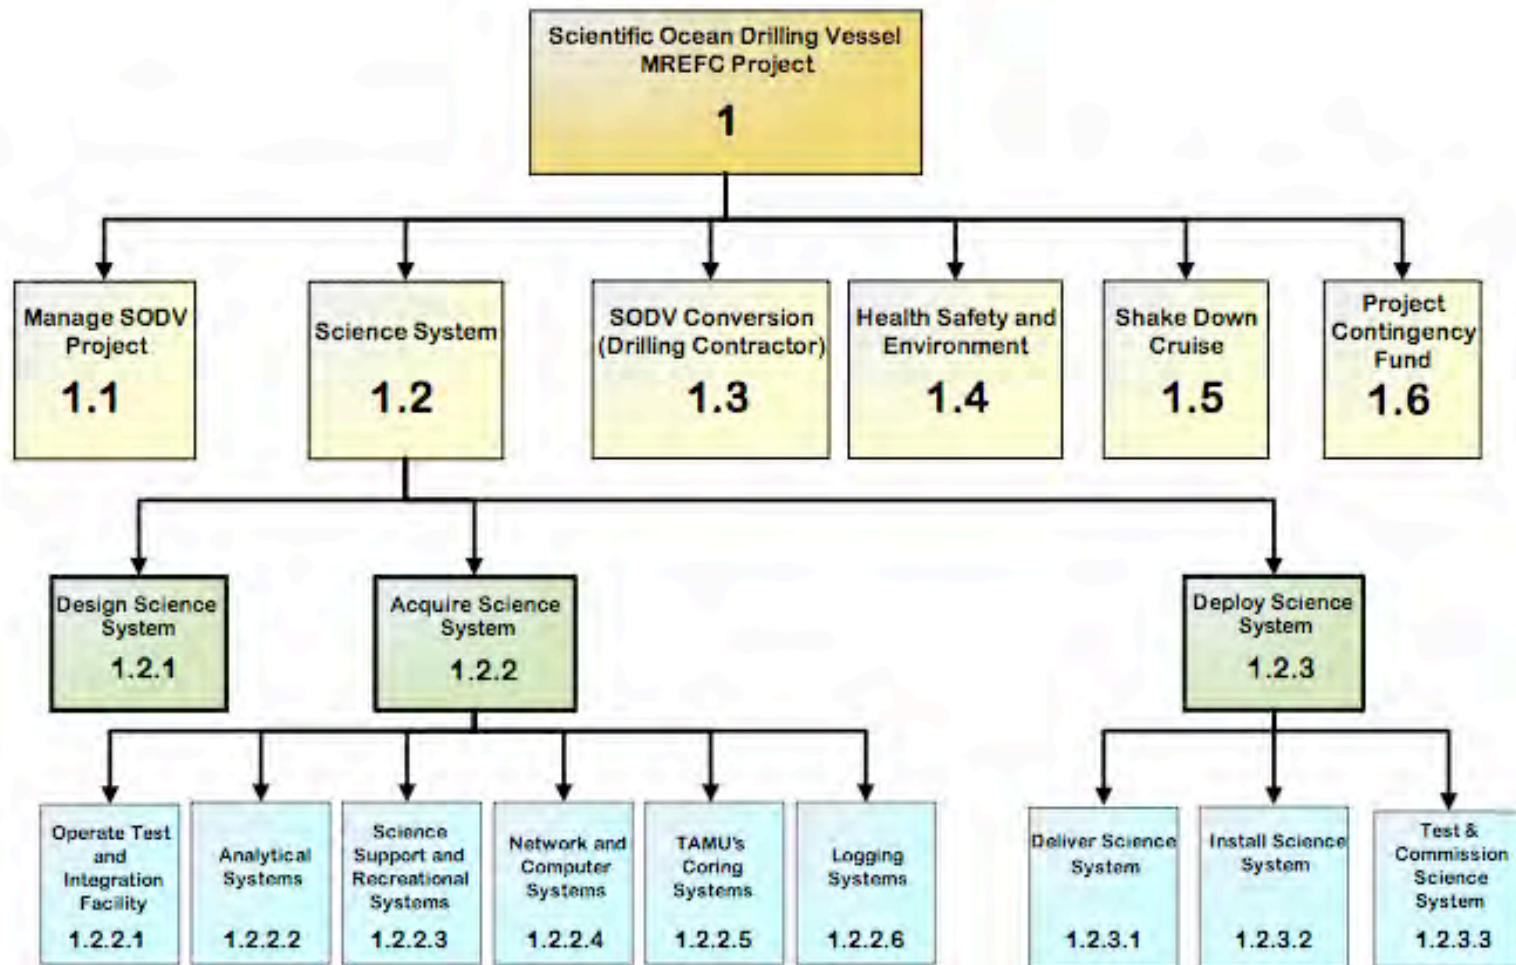 Scientific Ocean Drilling Vessel
MREFC Project
1
Manage SODV
Project
1.1
Science System
1.2
SODV Conversion
(Drilling Contractor)
1.3
Health Safety and
Environment
1.4
Shake Down
Cruise
1.5
Project
Contingency
Fund
1.6
Design Science
System
1.2.1
Acquire Science
System
1.2.2
Deploy Science
System
1.2.3
Operate Test
and
Integration
Facility
1.2.2.1
Analytical
Systems
1.2.2.2
Science
Support and
Recreational
Systems
1.2.2.3
Network and
Computer
Systems
1.2.2.4
TAMU's
Coring
Systems
1.2.2.5
Logging
Systems
1.2.2.6
Deliver Science
System
1.2.3.1
Install Science
System
1.2.3.2
Test &
Commission
Science
System
1.2.3.3